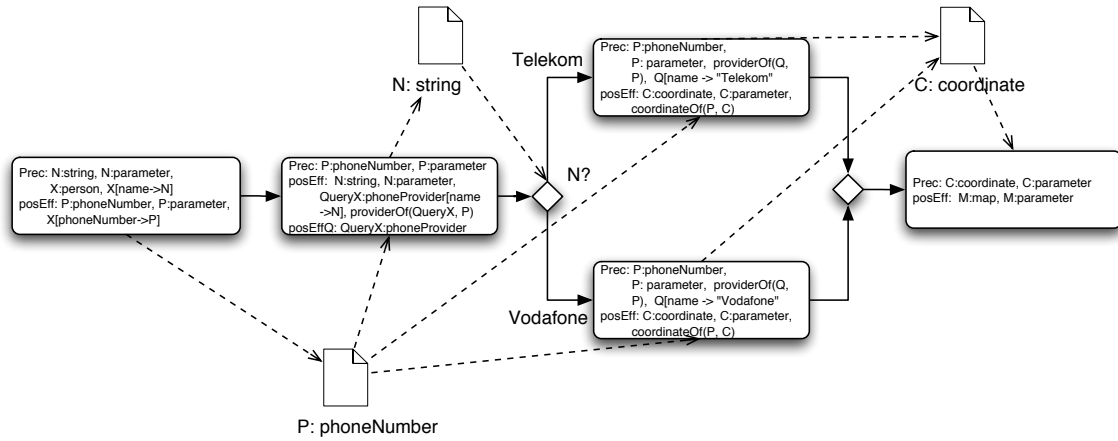 N: string
Telekom
Prec: P:phoneNumber,
P: parameter, providerOf(Q,
P), Q[name -> "Telekom"
posEff: C:coordinate, C:parameter,
coordinateOf(P, C)
C: coordinate
Prec: N:string, N:parameter,
X:person, X[name->N]
posEff: P:phoneNumber, P:parameter,
X[phoneNumber->P]
Prec: P:phoneNumber, P:parameter
posEff: N:string, N:parameter,
QueryX:phoneProvider[name
->N], providerOf(QueryX, P)
posEffQ: QueryX:phoneProvider
N?
Prec: C:coordinate, C:parameter
posEff: M:map, M:parameter
Vodafone
Prec: P:phoneNumber,
P: parameter, providerOf(Q,
P), Q[name -> "Vodafone"
posEff: C:coordinate, C:parameter,
coordinateOf(P, C)
P: phoneNumber